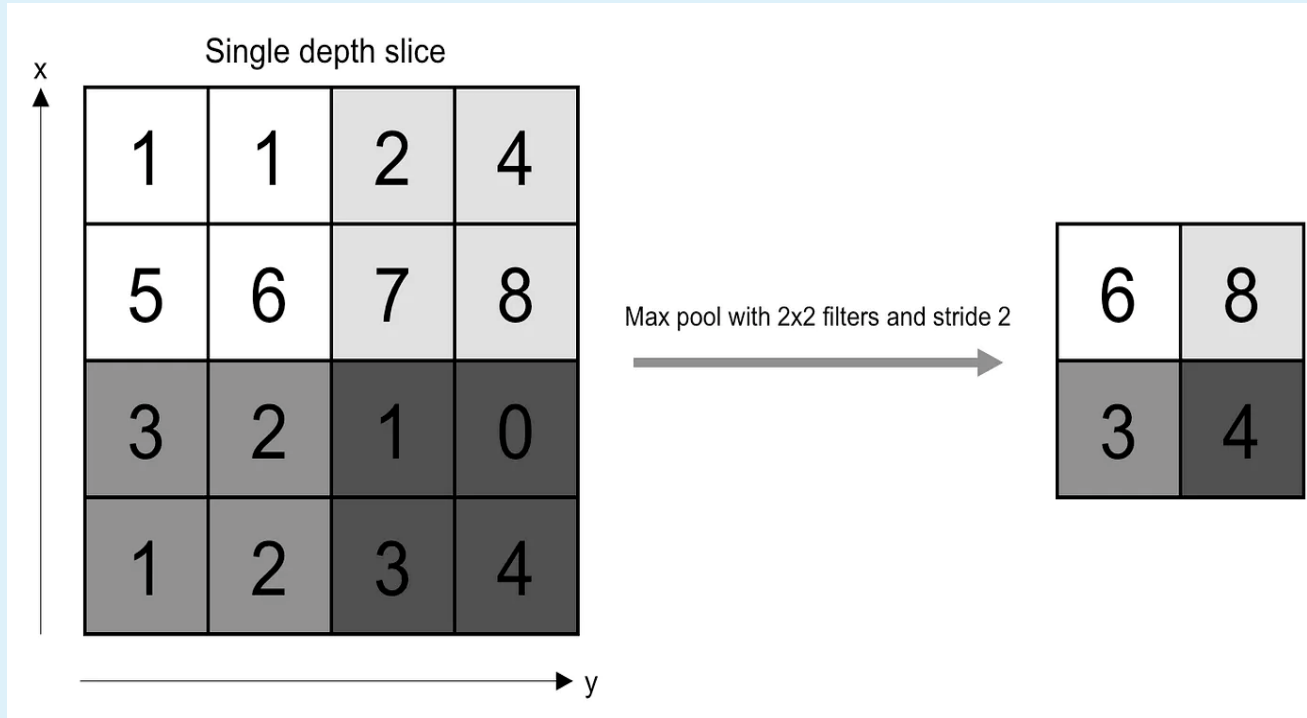 Single depth slice
x
1 1 2 4
5 6 7 8
3 2 1 0
1 2 3 4
y
Max pool with 2x2 filters and stride 2
6 8
3 4